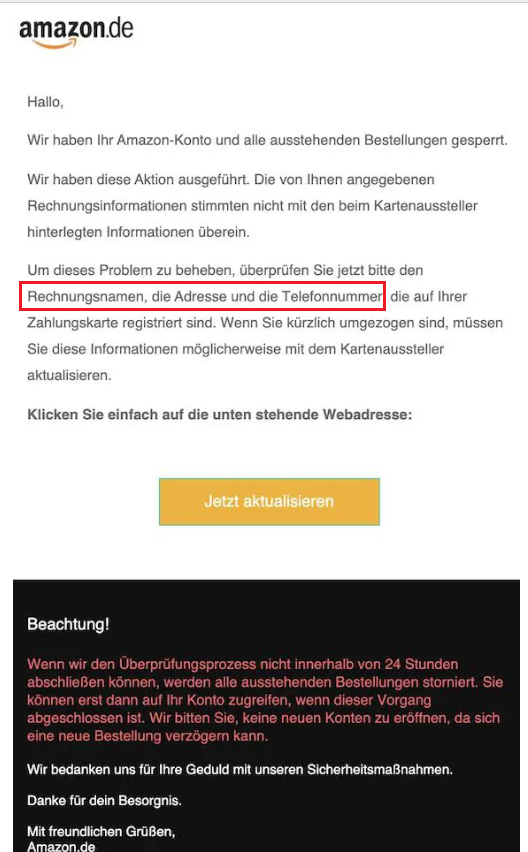 amazon.de
Hallo,
Wir haben Ihr Amazon-Konto und alle ausstehenden Bestellungen gesperrt.
Wir haben diese Aktion ausgeführt. Die von Ihnen angegebenen
Rechnungsinformationen stimmten nicht mit den beim Kartenaussteller
hinterlegten Informationen überein.
Um dieses Problem zu beheben, überprüfen Sie jetzt bitte den
Rechnungsnamen, die Adresse und die Telefonnummer, die auf Ihrer
Zahlungskarte registriert sind. Wenn Sie kürzlich umgezogen sind, müssen
Sie diese Informationen möglicherweise mit dem Kartenaussteller
aktualisieren.
Klicken Sie einfach auf die unten stehende Webadresse:
Jetzt aktualisieren
Beachtung!
Wenn wir den Überprüfungsprozess nicht innerhalb von 24 Stunden
abschließen können, werden alle ausstehenden Bestellungen storniert. Sie
können erst dann auf Ihr Konto zugreifen, wenn dieser Vorgang
abgeschlossen ist. Wir bitten Sie, keine neuen Konten zu eröffnen, da sich
eine neue Bestellung verzögern kann.
Wir bedanken uns für Ihre Geduld mit unseren Sicherheitsmaßnahmen.
Danke für dein Besorgnis.
Mit freundlichen Grüßen,
Amazon.de